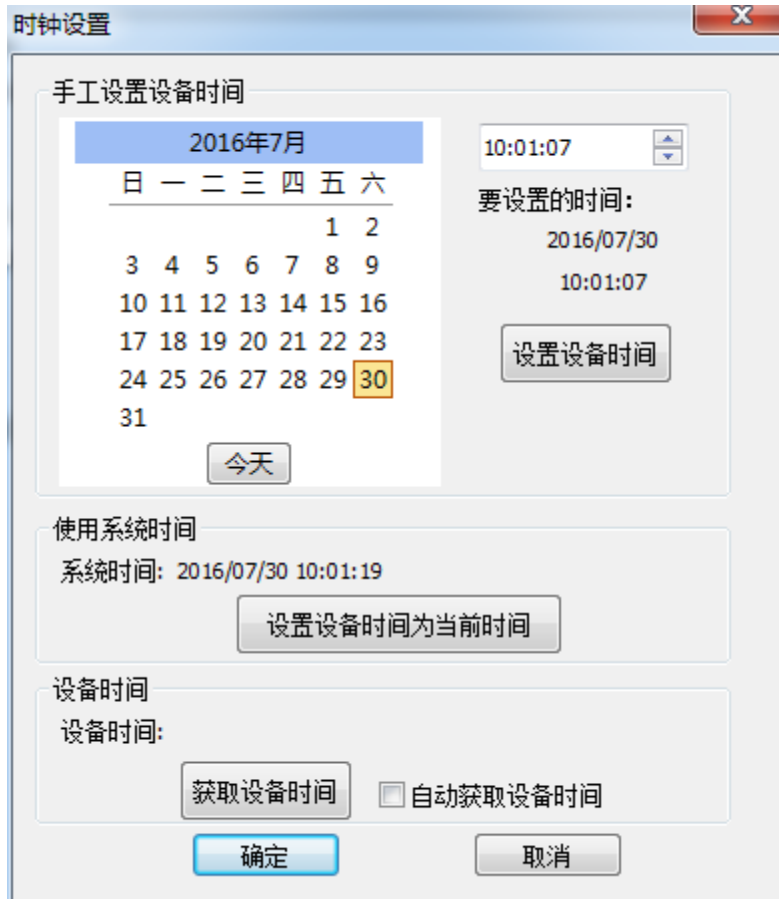 时钟设置
手工设置设备时间
2016年7月
日 一 二 三 四 五 六
1 2
3 4 5 6 7 8 9
10 11 12 13 14 15 16
17 18 19 20 21 22 23
24 25 26 27 28 29 30
31
今天
10:01:07
要设置的时间:
2016/07/30
10:01:07
设置设备时间
使用系统时间
系统时间: 2016/07/30 10:01:19
设置设备时间为当前时间
设备时间
设备时间:
获取设备时间 自动获取设备时间
确定 取消